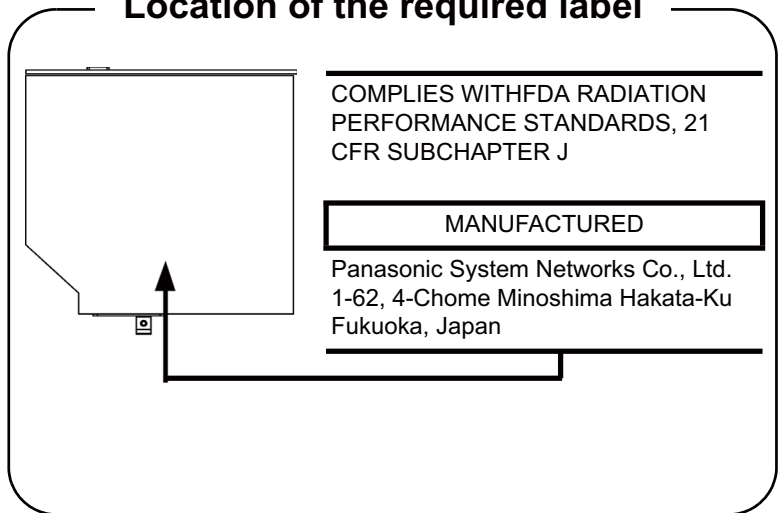 Location of the required label
COMPLIES WITHFDA RADIATION
PERFORMANCE STANDARDS, 21
CFR SUBCHAPTER J
MANUFACTURED
Panasonic System Networks Co., Ltd.
1-62, 4-Chome Minoshima Hakata-Ku
Fukuoka, Japan